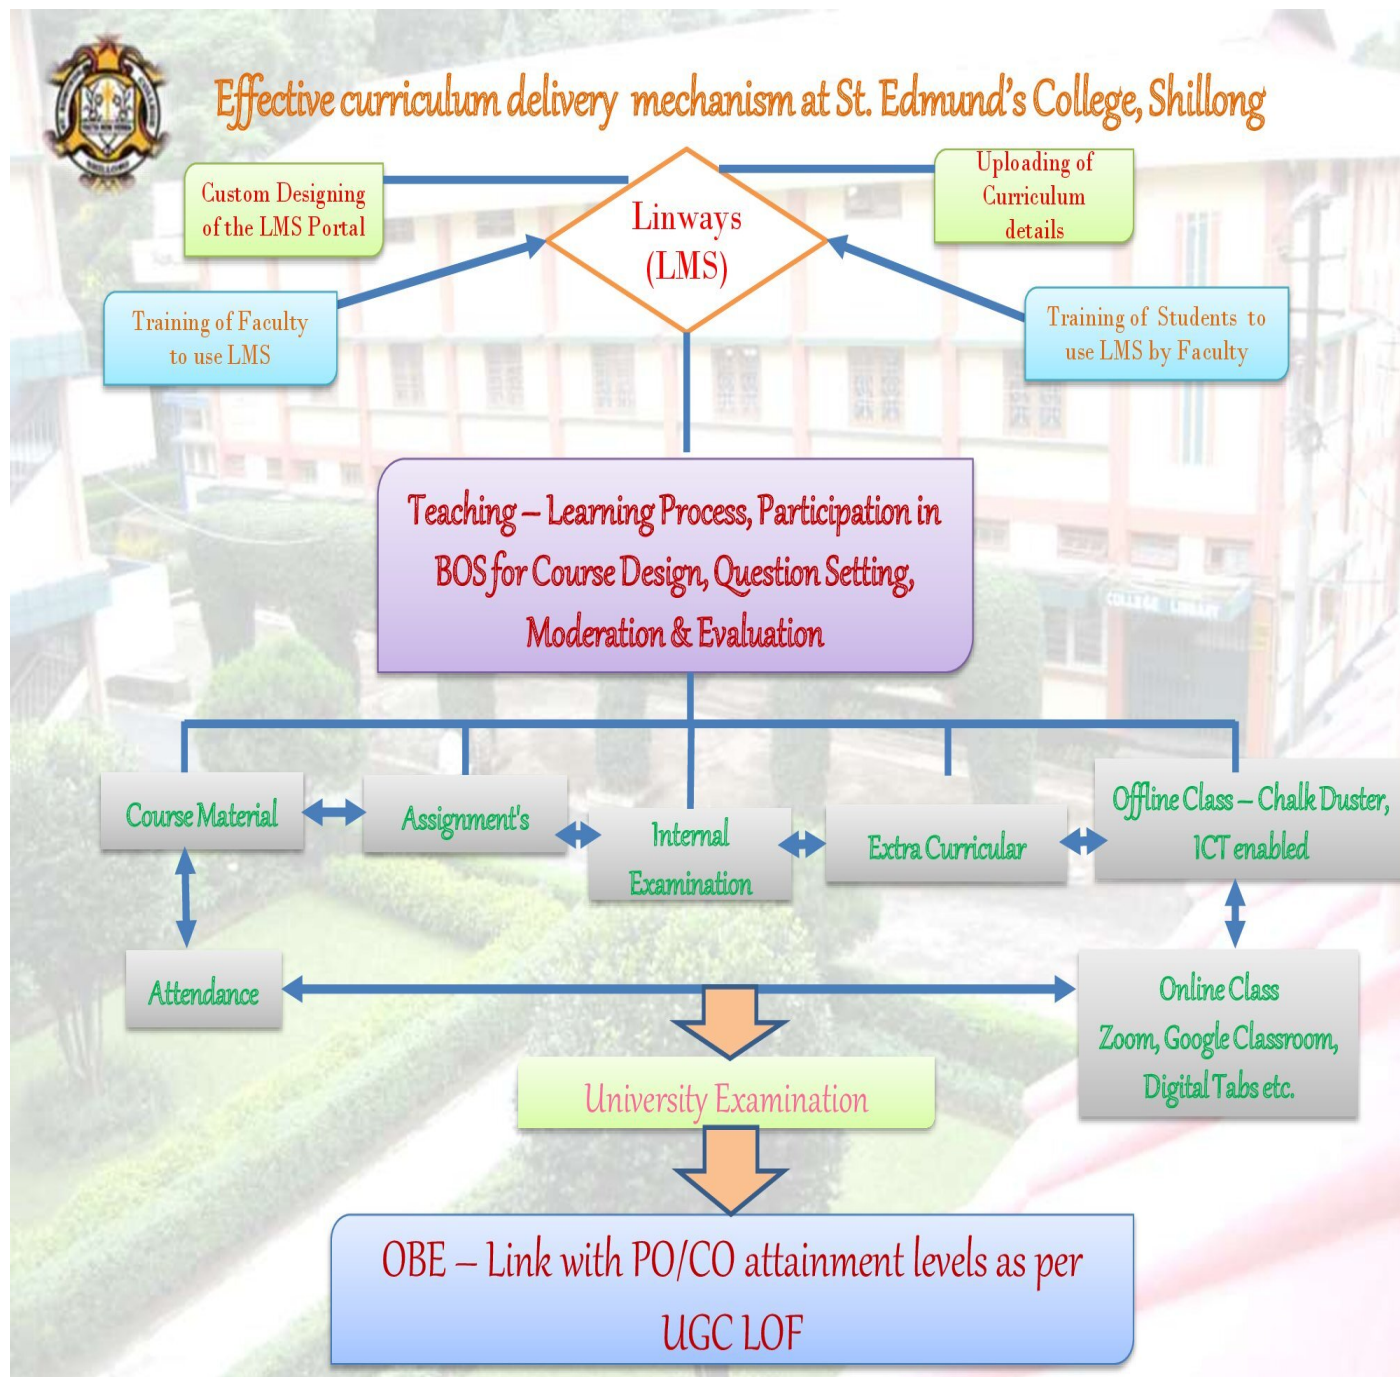 Effective curriculum delivery mechanism at St. Edmund's College, Shillong
Custom Designing
of the LMS Portal
Linways
(LMS)
Uploading of
Curriculum
details
Training of Faculty
to use LMS
Training of Students to
use LMS by Faculty
Teaching – Learning Process, Participation in
BOS for Course Design, Question Setting,
Moderation & Evaluation
COLLEGE LIBRARY
Course Material
Assignment's
Internal
Examination
Extra Curricular
Offline Class – Chalk Duster,
ICT enabled
Attendance
Online Class
Zoom, Google Classroom,
Digital Tabs etc.
University Examination
OBE – Link with PO/CO attainment levels as per
UGC LOF